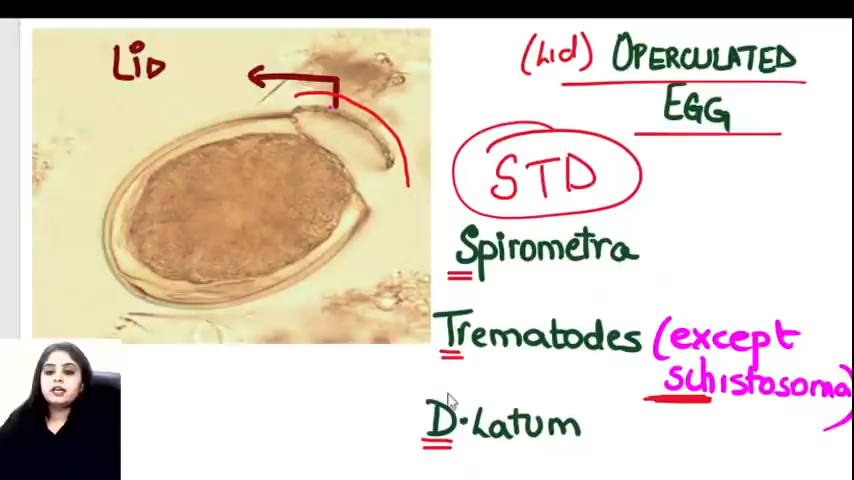 LiD
(Lid) OPERCULATED
EGG
STD
Spirometra
Trematodes (except
schistosoma)
D. Latum